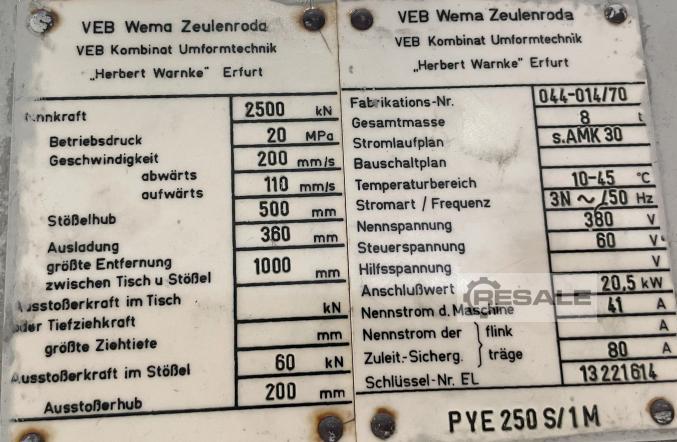 VEB Wema Zeulenroda
VEB Kombinat Umformtechnik
„Herbert Warnke" Erfurt
Nennkraft 2500 kN
Betriebsdruck 20 MPa
Geschwindigkeit
abwärts 200 mm/s
aufwärts 110 mm/s
Stößelhub 500 mm
Ausladung 360 mm
größte Entfernung
zwischen Tisch u Stößel 1000 mm
Ausstoßerkraft im Tisch
oder Tiefziehkraft kN
größte Ziehtiefe mm
Ausstoßerkraft im Stößel 60 kN
Ausstoßerhub 200 mm
VEB Wema Zeulenroda
VEB Kombinat Umformtechnik
„Herbert Warnke" Erfurt
Fabrikations-Nr. 044-014/70
Gesamtmasse 8 t
Stromlaufplan s.AMK 30
Bauschaltplan
Temperaturbereich 10-45 °C
Stromart / Frequenz 3N ~ /50 Hz
Nennspannung 380 V
Steuerspannung 60 V
Hilfsspannung V
Anschlußwert 20,5 kW
Nennstrom d. Maschine 41 A
Nennstrom der flink A
Zuleit.-Sicherg. träge 80 A
Schlüssel-Nr. EL 13221614
PYE 250 S/1M
RESALE